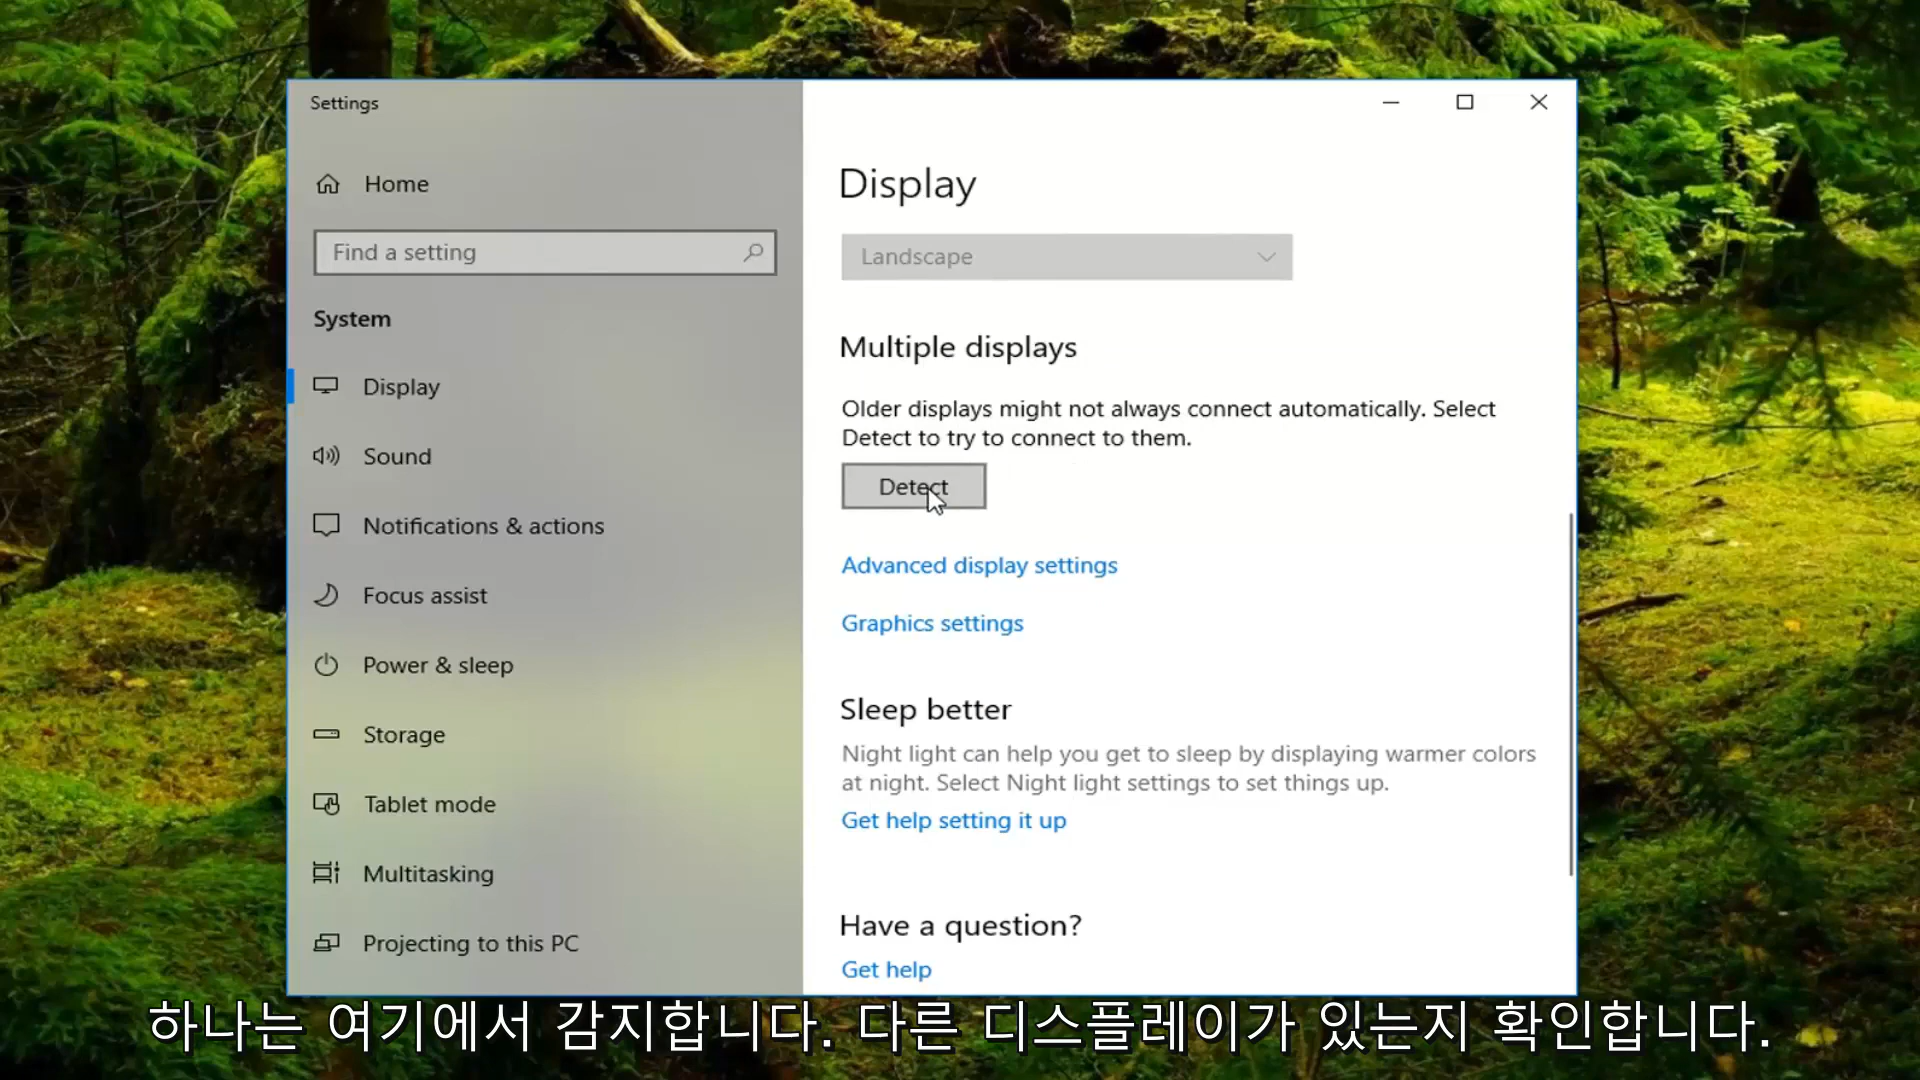 Settings
Home
Find a setting
System
Display
Sound
Notifications & actions
Focus assist
Power & sleep
Storage
Tablet mode
Multitasking
Projecting to this PC
Display
Landscape
Multiple displays
Older displays might not always connect automatically. Select
Detect to try to connect to them.
Detect
Advanced display settings
Graphics settings
Sleep better
Night light can help you get to sleep by displaying warmer colors
at night. Select Night light settings to set things up.
Get help setting it up
Have a question?
Get help
하나는 여기에서 감지합니다. 다른 디스플레이가 있는지 확인합니다.